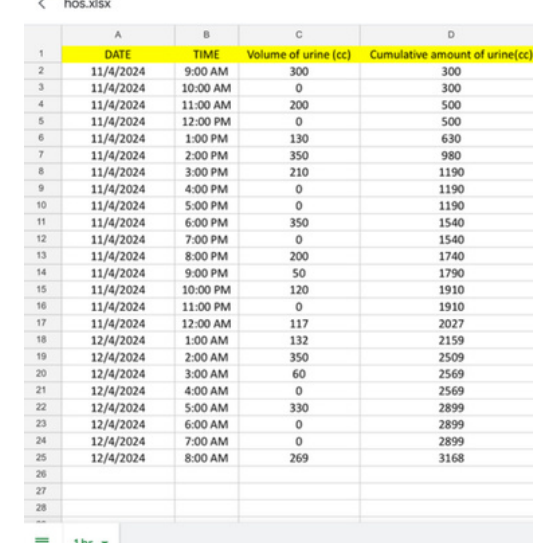 hos.xlsx
A B C D
1 DATE TIME Volume of urine (cc) Cumulative amount of urine(cc)
2 11/4/2024 9:00 AM 300 300
3 11/4/2024 10:00 AM 0 300
4 11/4/2024 11:00 AM 200 500
5 11/4/2024 12:00 PM 0 500
6 11/4/2024 1:00 PM 130 630
7 11/4/2024 2:00 PM 350 980
8 11/4/2024 3:00 PM 210 1190
9 11/4/2024 4:00 PM 0 1190
10 11/4/2024 5:00 PM 0 1190
11 11/4/2024 6:00 PM 350 1540
12 11/4/2024 7:00 PM 0 1540
13 11/4/2024 8:00 PM 200 1740
14 11/4/2024 9:00 PM 50 1790
15 11/4/2024 10:00 PM 120 1910
16 11/4/2024 11:00 PM 0 1910
17 11/4/2024 12:00 AM 117 2027
18 12/4/2024 1:00 AM 132 2159
19 12/4/2024 2:00 AM 350 2509
20 12/4/2024 3:00 AM 60 2569
21 12/4/2024 4:00 AM 0 2569
22 12/4/2024 5:00 AM 330 2899
23 12/4/2024 6:00 AM 0 2899
24 12/4/2024 7:00 AM 0 2899
25 12/4/2024 8:00 AM 269 3168
26
27
28